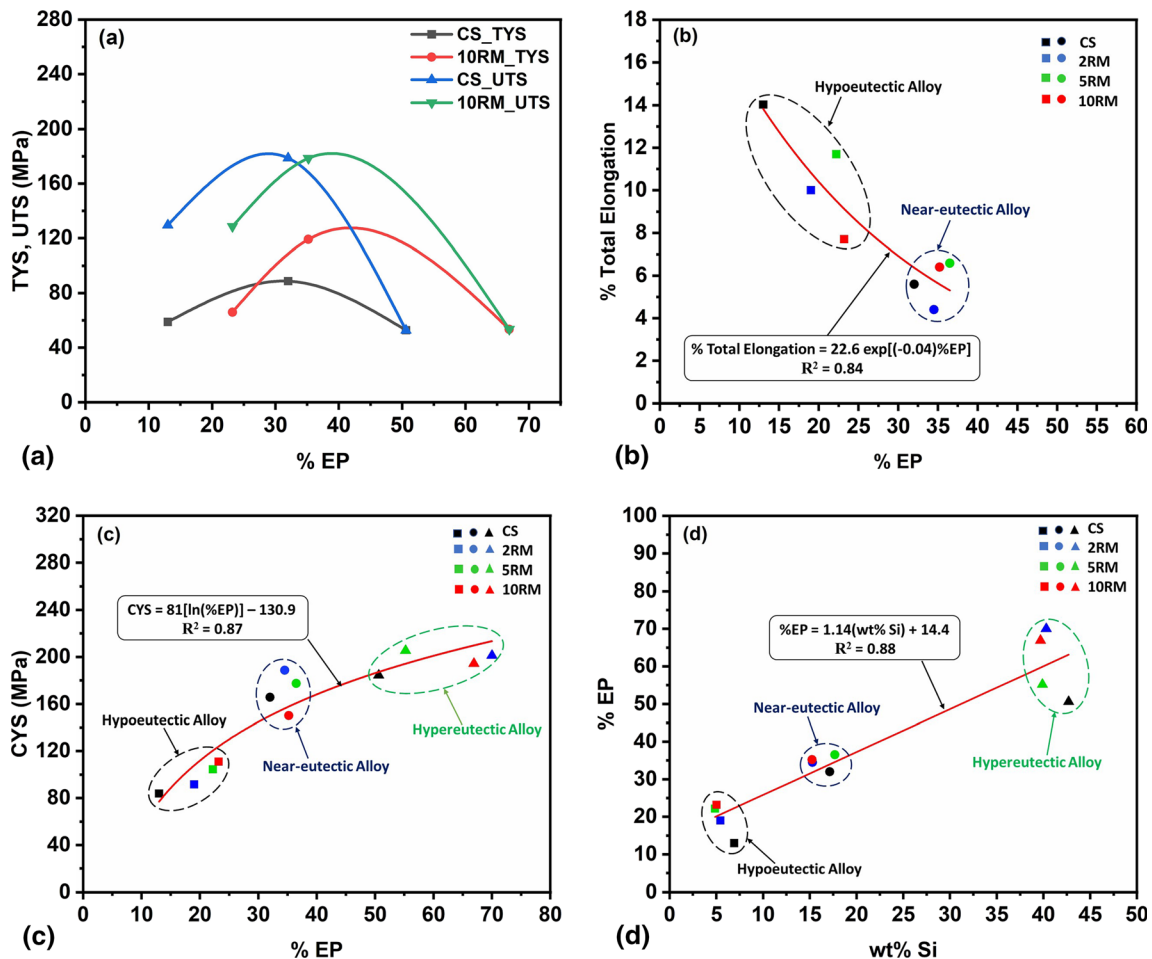 (a)
CS_TYS
10RM_TYS
CS_UTS
10RM_UTS
TYS, UTS (MPa)
280
240
200
160
120
80
40
0
0 10 20 30 40 50 60 70
% EP
(a)
(b)
CS
2RM
5RM
10RM
Hypoeutectic Alloy
Near-eutectic Alloy
% Total Elongation = 22.6 exp[(-0.04)%EP]
R² = 0.84
% Total Elongation
18
16
14
12
10
8
6
4
2
0
0 5 10 15 20 25 30 35 40 45 50 55 60
% EP
(b)
(c)
CS
2RM
5RM
10RM
CYS = 81[ln(%EP)] – 130.9
R² = 0.87
Hypoeutectic Alloy
Near-eutectic Alloy
Hypereutectic Alloy
CYS (MPa)
320
280
240
200
160
120
80
40
0
0 10 20 30 40 50 60 70 80
% EP
(c)
(d)
CS
2RM
5RM
10RM
%EP = 1.14(wt% Si) + 14.4
R² = 0.88
Near-eutectic Alloy
Hypereutectic Alloy
Hypoeutectic Alloy
% EP
100
90
80
70
60
50
40
30
20
10
0
0 5 10 15 20 25 30 35 40 45 50
wt% Si
(d)